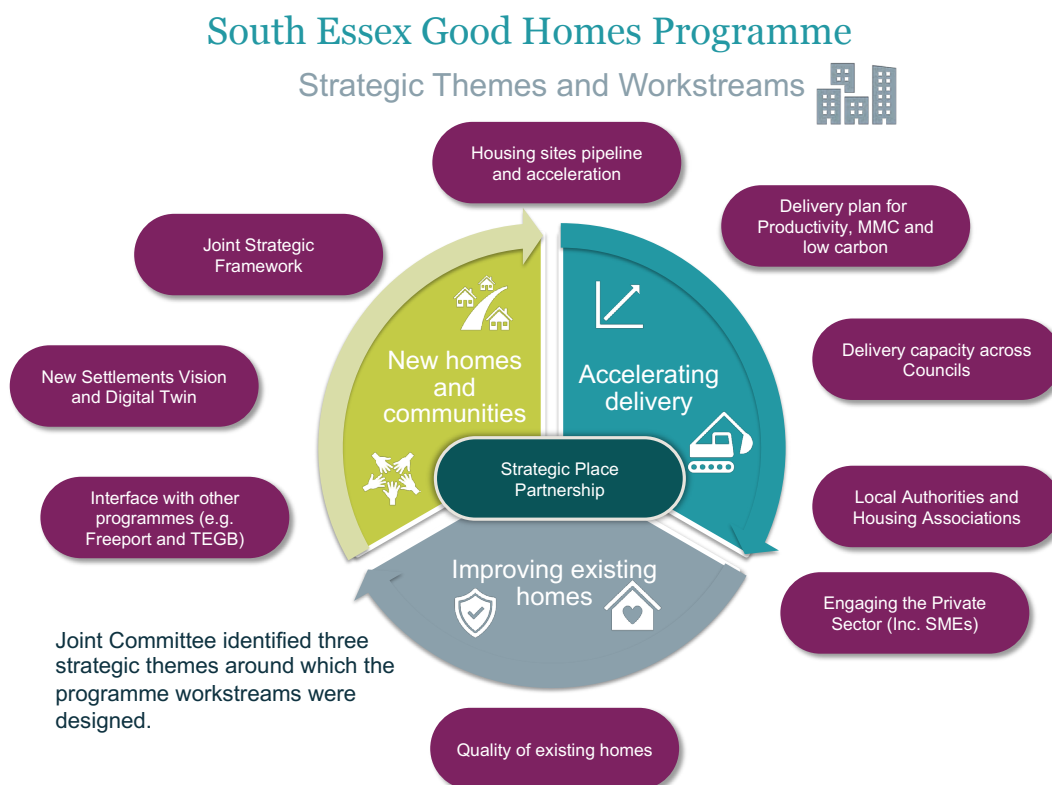 South Essex Good Homes Programme
Strategic Themes and Workstreams
Housing sites pipeline
and acceleration
Delivery plan for
Productivity, MMC and
low carbon
Joint Strategic
Framework
New homes
and
communities
Accelerating
delivery
Delivery capacity across
Councils
New Settlements Vision
and Digital Twin
Strategic Place
Partnership
Interface with other
programmes (e.g.
Freeport and TEGB)
Local Authorities and
Housing Associations
Improving existing
homes
Engaging the Private
Sector (Inc. SMEs)
Joint Committee identified three
strategic themes around which the
programme workstreams were
designed.
Quality of existing homes